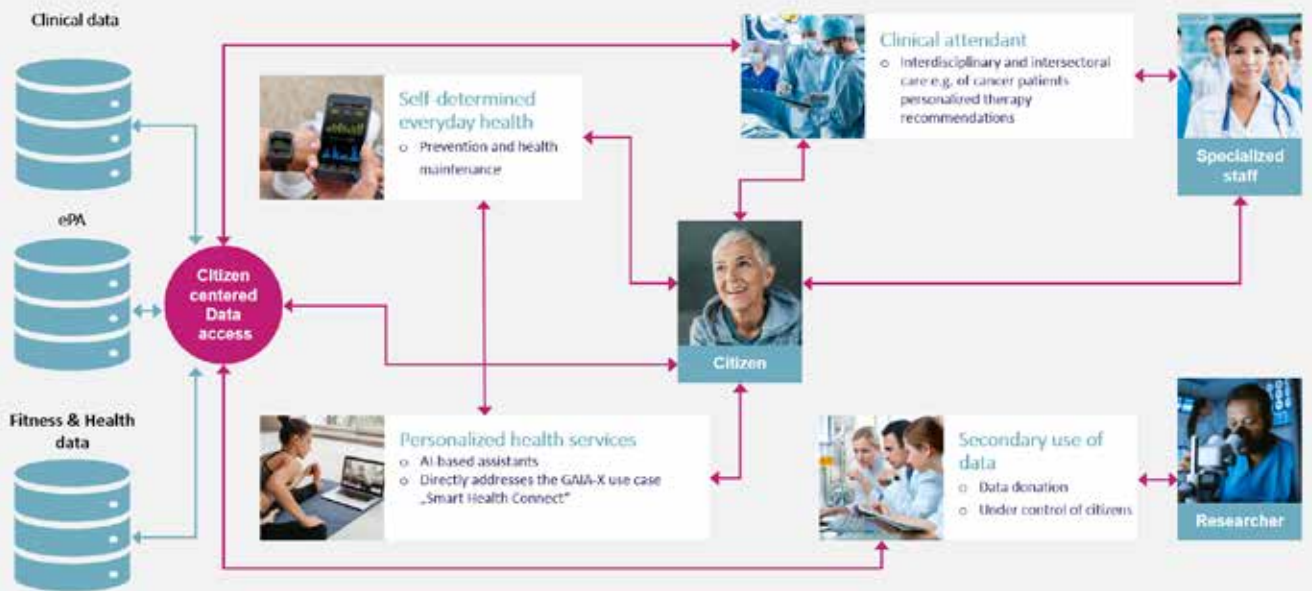 Clinical data
ePA
Fitness & Health
data
Citizen
centered
Data
access
Self-determined
everyday health
o Prevention and health
maintenance
Clinical attendant
o Interdisciplinary and intersectoral
care e.g. of cancer patients
personalized therapy
recommendations
Specialized
staff
Citizen
Personalized health services
o AI-based assistants
o Directly addresses the GAIA-X use case
„Smart Health Connect"
Secondary use of
data
o Data donation
o Under control of citizens
Researcher